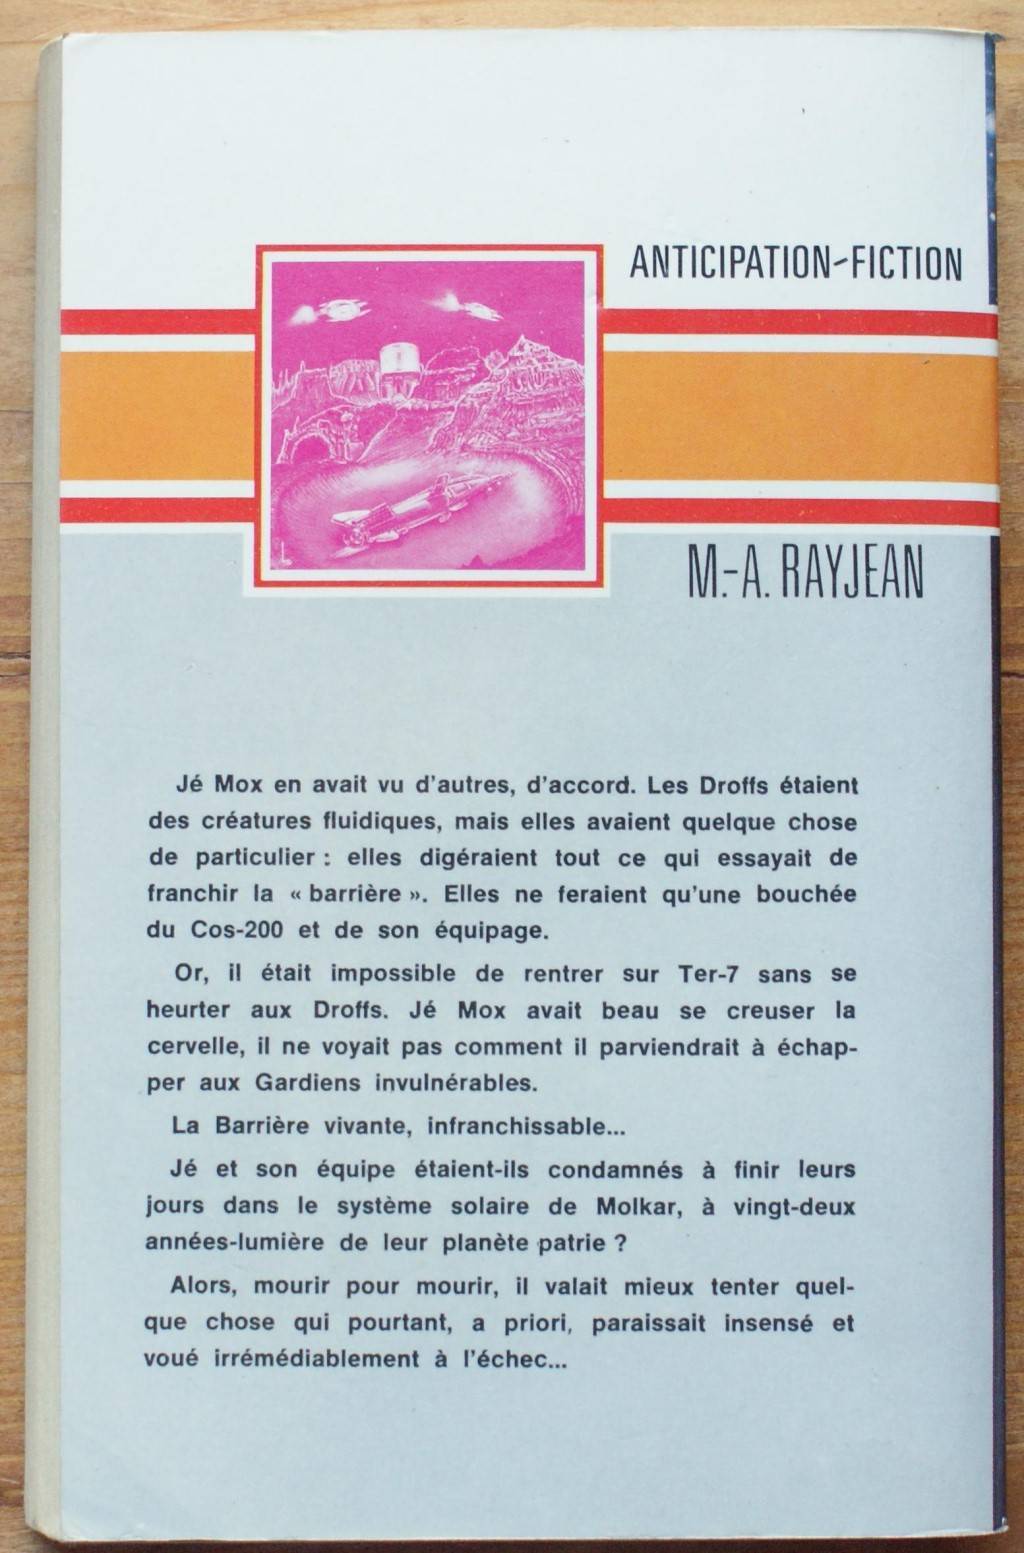 ANTICIPATION-FICTION
M.-A. RAYJEAN
Jé Mox en avait vu d'autres, d'accord. Les Droffs étaient
des créatures fluidiques, mais elles avaient quelque chose
de particulier : elles digéraient tout ce qui essayait de
franchir la « barrière ». Elles ne feraient qu'une bouchée
du Cos-200 et de son équipage.
Or, il était impossible de rentrer sur Ter-7 sans se
heurter aux Droffs. Jé Mox avait beau se creuser la
cervelle, il ne voyait pas comment il parviendrait à échap-
per aux Gardiens invulnérables.
La Barrière vivante, infranchissable...
Jé et son équipe étaient-ils condamnés à finir leurs
jours dans le système solaire de Molkar, à vingt-deux
années-lumière de leur planète patrie ?
Alors, mourir pour mourir, il valait mieux tenter quel-
que chose qui pourtant, a priori, paraissait insensé et
voué irrémédiablement à l'échec...